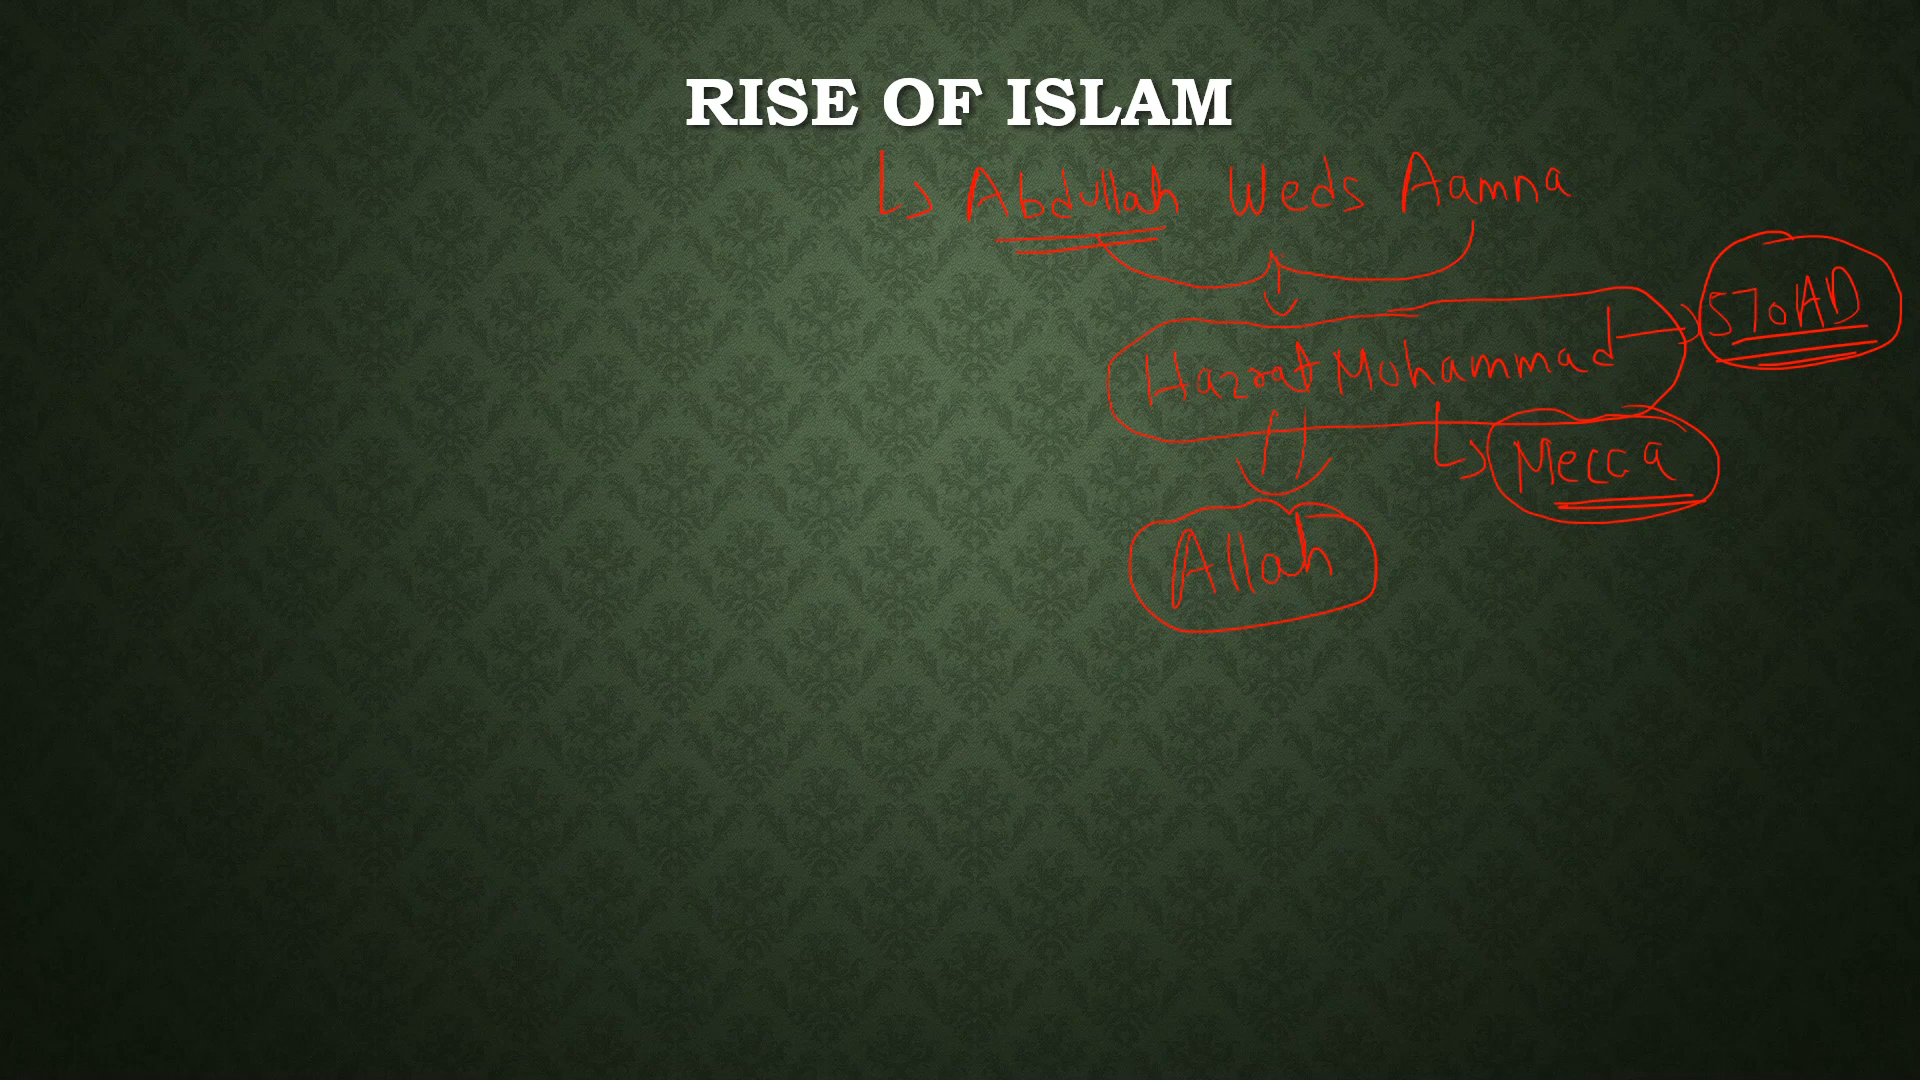 RISE OF ISLAM
Abdullah Weds Aamna
570AD
Hazrat Mohammad
Mecca
Allah